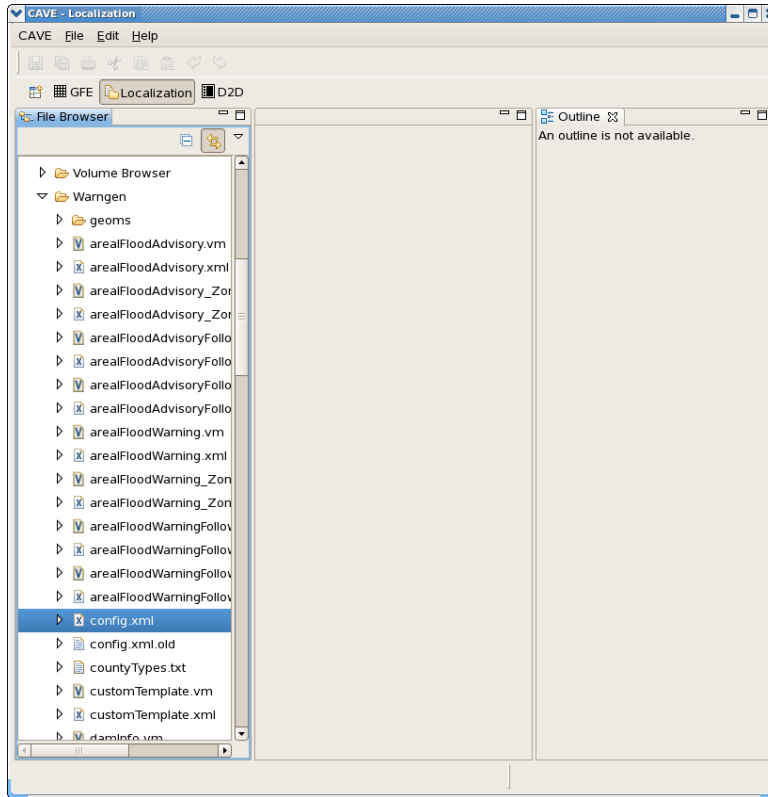 CAVE - Localization
CAVE File Edit Help
GFE Localization D2D
File Browser
Outline
An outline is not available.
Volume Browser
Warngen
geoms
arealFloodAdvisory.vm
arealFloodAdvisory.xml
arealFloodAdvisory_Zor
arealFloodAdvisory_Zor
arealFloodAdvisoryFollo
arealFloodAdvisoryFollo
arealFloodAdvisoryFollo
arealFloodAdvisoryFollo
arealFloodWarning.vm
arealFloodWarning.xml
arealFloodWarning_Zon
arealFloodWarning_Zon
arealFloodWarningFollov
arealFloodWarningFollov
arealFloodWarningFollov
arealFloodWarningFollov
config.xml
config.xml.old
countyTypes.txt
customTemplate.vm
customTemplate.xml
damInfo.vm